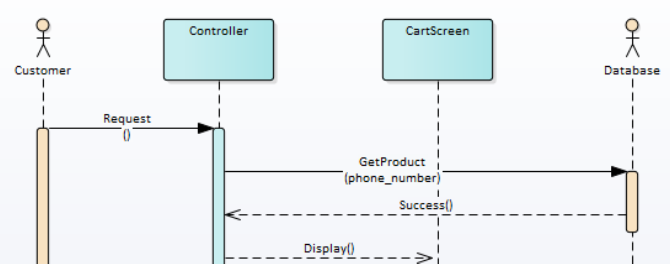 Controller
CartScreen
Customer
Database
Request
()
GetProduct
(phone_number)
Success()
Display()